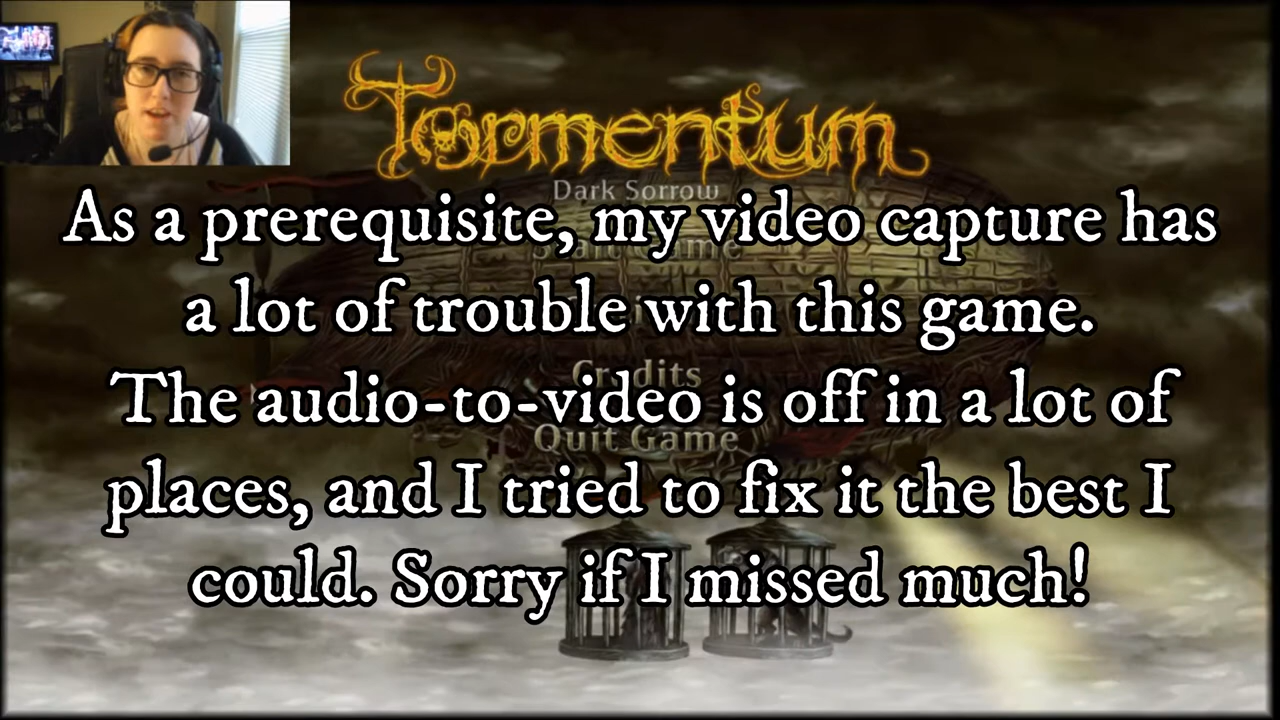 Tormentum
Dark Sorrow
As a prerequisite, my video capture has
a lot of trouble with this game.
Credits
The audio-to-video is off in a lot of
Quit Game
places, and I tried to fix it the best I
could. Sorry if I missed much!